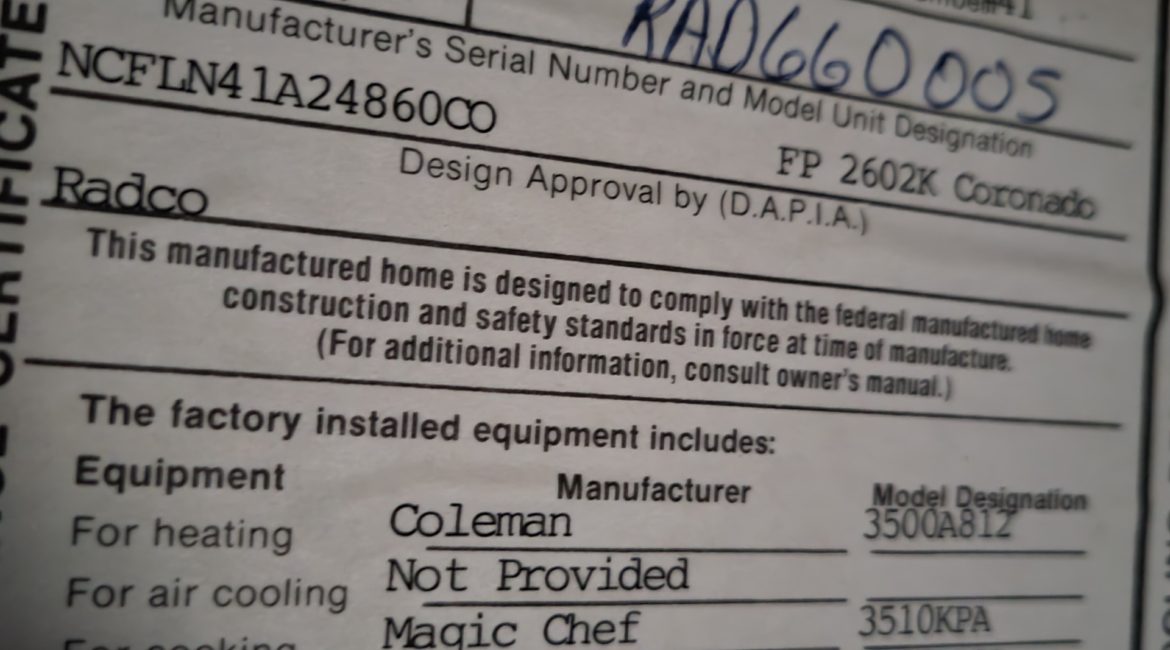 RAD660005
Manufacturer's Serial Number and Model Unit Designation
NCFLN41A24860CO FP 2602K Coronado
Design Approval by (D.A.P.I.A.)
Radco
This manufactured home is designed to comply with the federal manufactured home
construction and safety standards in force at time of manufacture.
(For additional information, consult owner's manual.)
The factory installed equipment includes:
Equipment Manufacturer Model Designation
For heating Coleman 3500A812
For air cooling Not Provided
For cooking Magic Chef 3510KPA
CERTIFICATE